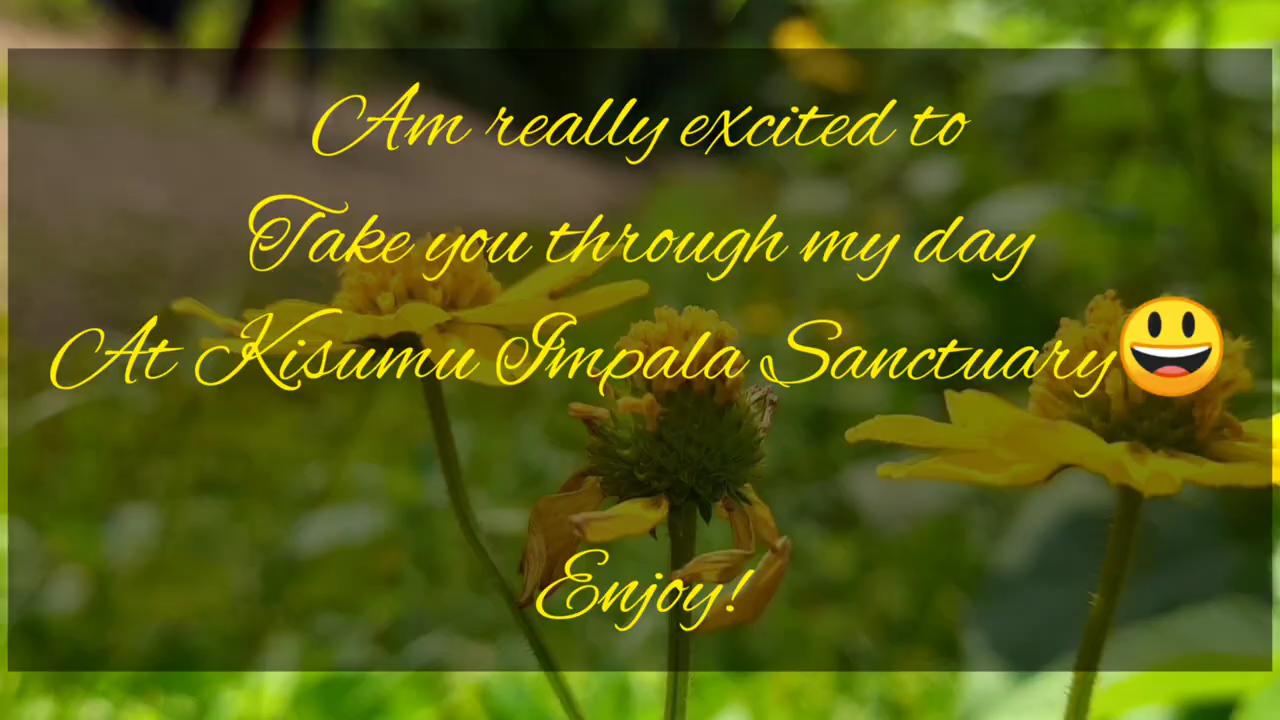 Am really excited to
Take you through my day
At Kisumu Impala Sanctuary😃
Enjoy!